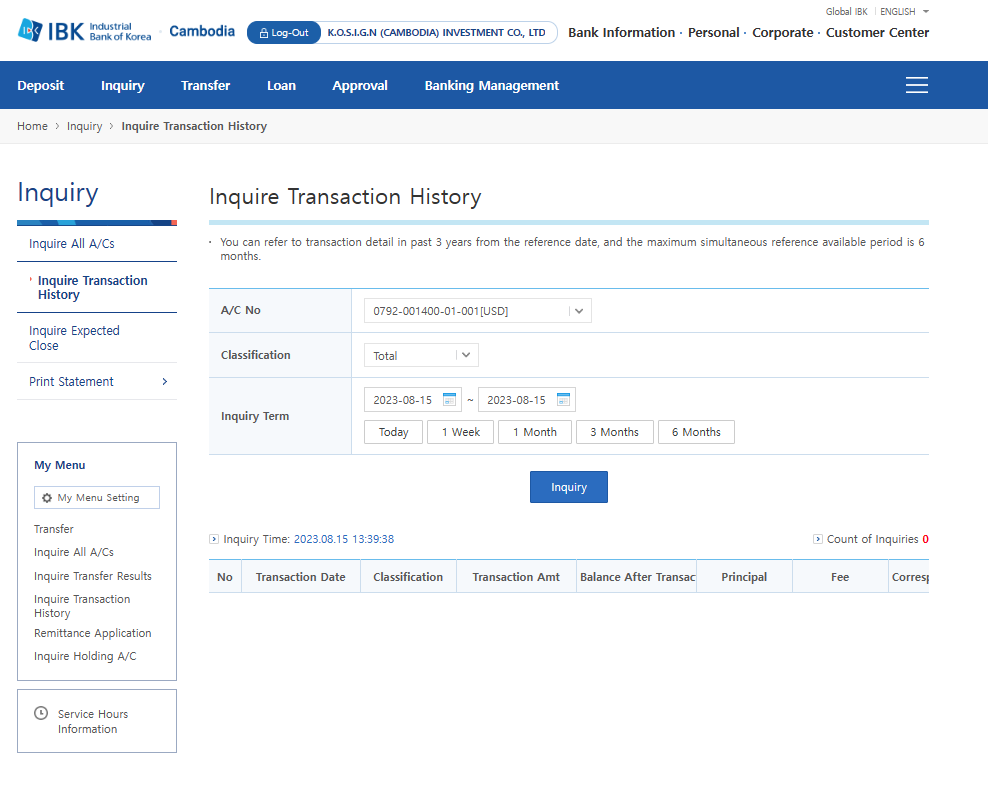 Global IBK | ENGLISH
IBK Industrial Bank of Korea Cambodia Log-Out K.O.S.I.G.N (CAMBODIA) INVESTMENT CO., LTD Bank Information · Personal · Corporate · Customer Center
Deposit Inquiry Transfer Loan Approval Banking Management
Home > Inquiry > Inquire Transaction History
Inquiry
Inquire All A/Cs
Inquire Transaction
History
Inquire Expected
Close
Print Statement
My Menu
My Menu Setting
Transfer
Inquire All A/Cs
Inquire Transfer Results
Inquire Transaction
History
Remittance Application
Inquire Holding A/C
Service Hours
Information
Inquire Transaction History
· You can refer to transaction detail in past 3 years from the reference date, and the maximum simultaneous reference available period is 6
months.
A/C No 0792-001400-01-001[USD]
Classification Total
Inquiry Term 2023-08-15 ~ 2023-08-15
Today 1 Week 1 Month 3 Months 6 Months
Inquiry
Inquiry Time: 2023.08.15 13:39:38 Count of Inquiries 0
No Transaction Date Classification Transaction Amt Balance After Transac Principal Fee Corresp